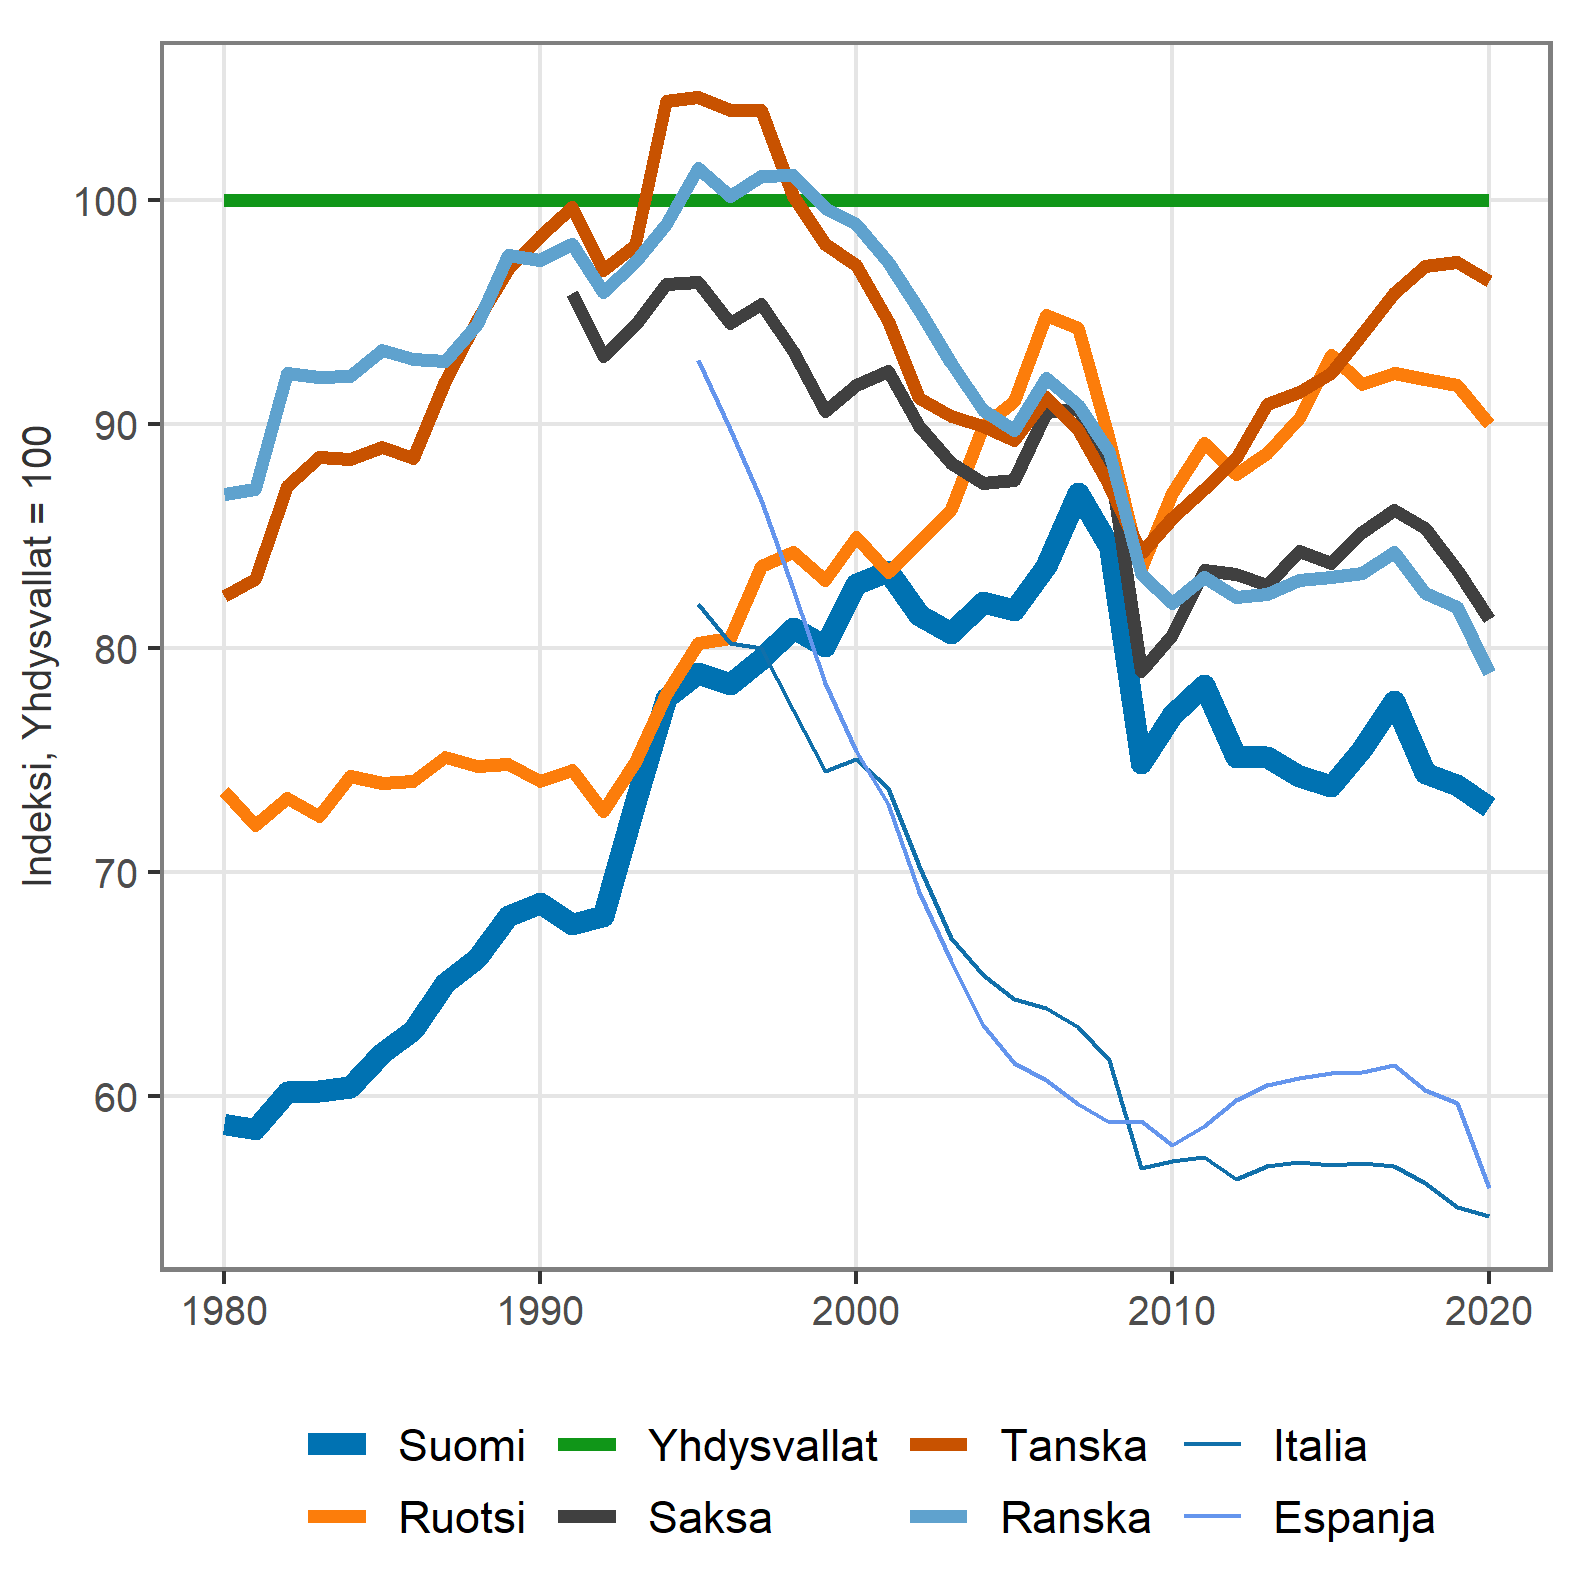 Indeksi, Yhdysvallat = 100
100
90
80
70
60
1980 1990 2000 2010 2020
Suomi Yhdysvallat Tanska Italia
Ruotsi Saksa Ranska Espanja